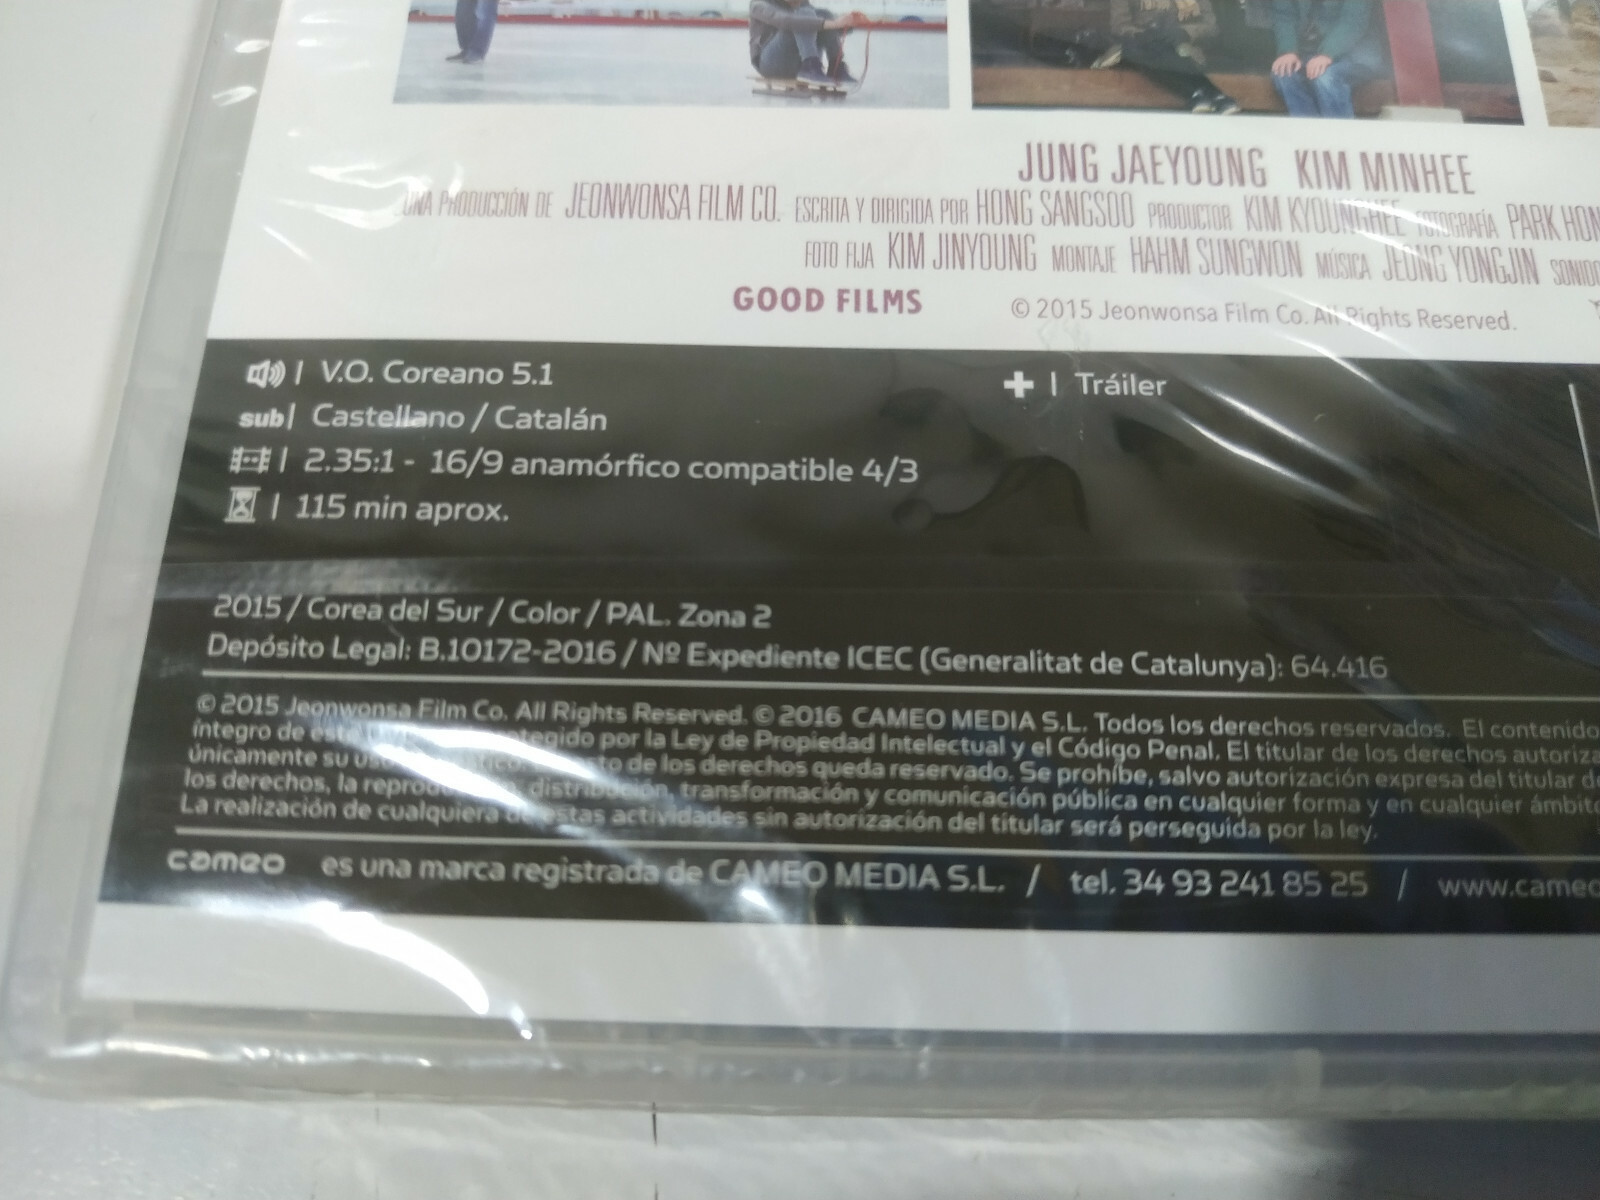 JUNG JAEYOUNG KIM MINHEE
UNA PRODUCCIÓN DE JEONWONSA FILM CO. ESCRITA Y DIRIGIDA POR HONG SANGSOO PRODUCTOR KIM KYOUNGHEE FOTOGRAFÍA PARK HON
FOTO FIJA KIM JINYOUNG MONTAJE HAHM SUNGWON MÚSICA JEONG YONGJIN SONIDO
GOOD FILMS © 2015 Jeonwonsa Film Co. All Rights Reserved.
| V.O. Coreano 5.1
+ | Tráiler
sub| Castellano / Catalán
| 2.35:1 - 16/9 anamórfico compatible 4/3
| 115 min aprox.
2015 / Corea del Sur / Color / PAL. Zona 2
Depósito Legal: B.10172-2016 / Nº Expediente ICEC (Generalitat de Catalunya): 64.416
© 2015 Jeonwonsa Film Co. All Rights Reserved. © 2016 CAMEO MEDIA S.L. Todos los derechos reservados. El contenido
íntegro de este protegido por la Ley de Propiedad Intelectual y el Código Penal. El titular de los derechos autoriza
únicamente su uso de los derechos queda reservado. Se prohíbe, salvo autorización expresa del titular de
los derechos, la distribución, transformación y comunicación pública en cualquier forma y en cualquier ámbito
La realización de cualquiera de estas actividades sin autorización del titular será perseguida por la ley.
cameo es una marca registrada de CAMEO MEDIA S.L. / tel. 34 93 241 85 25 / www.cameo